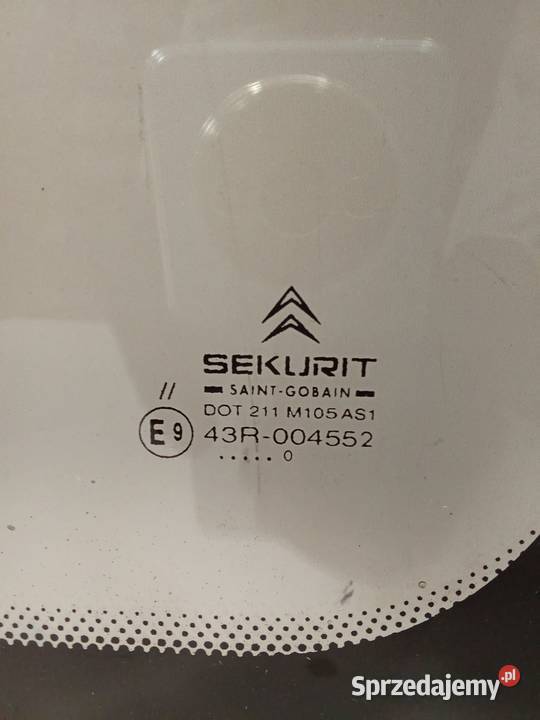 SEKURIT
SAINT-GOBAIN
//
DOT 211 M105 AS1
E9
43R-004552
..... 0
Sprzedajemy.pl